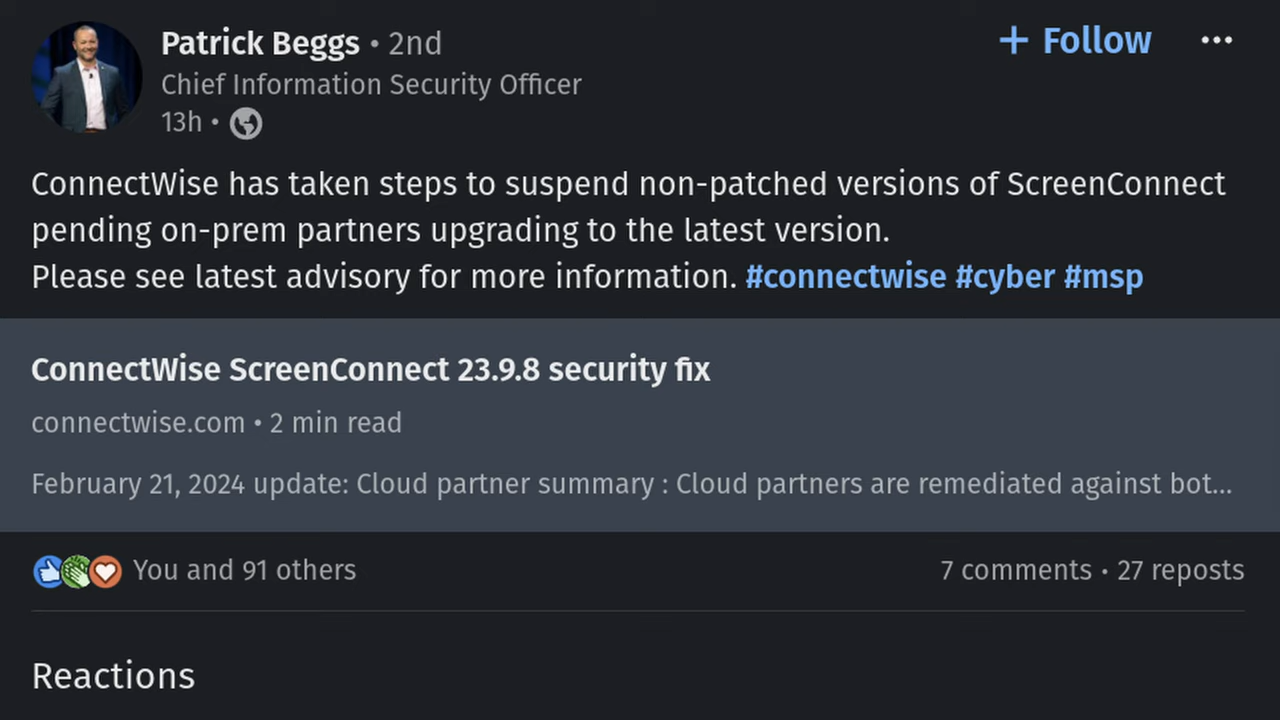 Patrick Beggs • 2nd
+ Follow
Chief Information Security Officer
13h •
ConnectWise has taken steps to suspend non-patched versions of ScreenConnect
pending on-prem partners upgrading to the latest version.
Please see latest advisory for more information. #connectwise #cyber #msp
ConnectWise ScreenConnect 23.9.8 security fix
connectwise.com • 2 min read
February 21, 2024 update: Cloud partner summary : Cloud partners are remediated against bot...
You and 91 others
7 comments • 27 reposts
Reactions